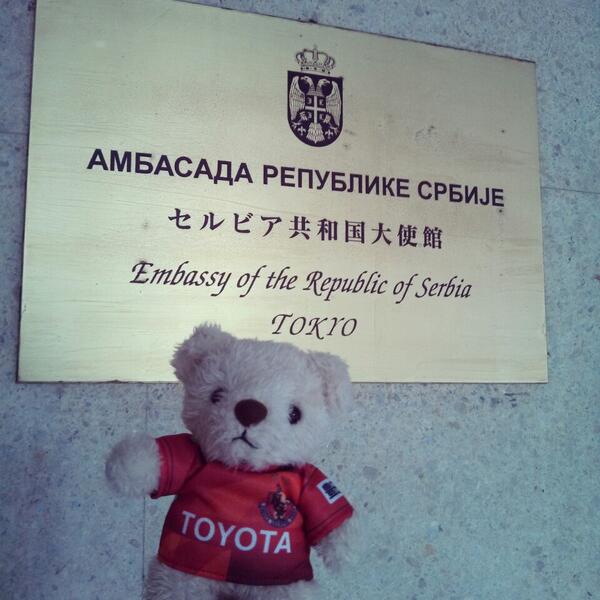 АМБАСАДА РЕПУБЛИКЕ СРБИЈЕ
セルビア共和国大使館
Embassy of the Republic of Serbia
TOKYO
TOYOTA